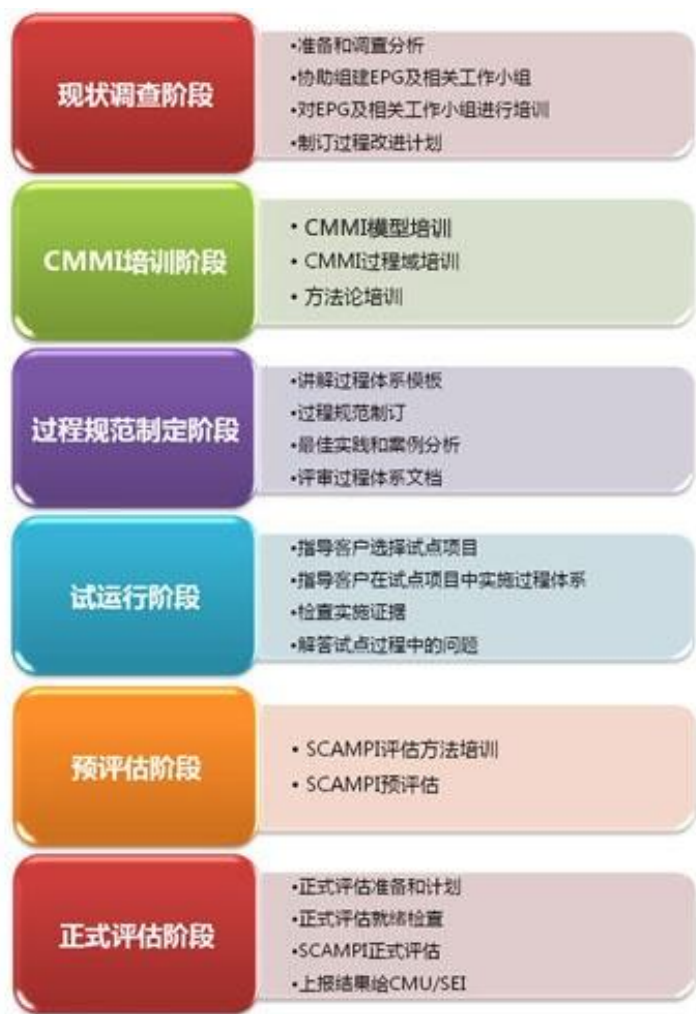 现状调查阶段
•准备和调查分析
•协助组建EPG及相关工作小组
•对EPG及相关工作小组进行培训
•制订过程改进计划
CMMI培训阶段
• CMMI模型培训
• CMMI过程域培训
• 方法论培训
过程规范制定阶段
•讲解过程体系模板
•过程规范制订
•最佳实践和案例分析
•评审过程体系文档
试运行阶段
•指导客户选择试点项目
•指导客户在试点项目中实施过程体系
•检查实施证据
•解答试点过程中的问题
预评估阶段
• SCAMPI评估方法培训
• SCAMPI预评估
正式评估阶段
•正式评估准备和计划
•正式评估就绪检查
•SCAMPI正式评估
•上报结果给CMU/SEI